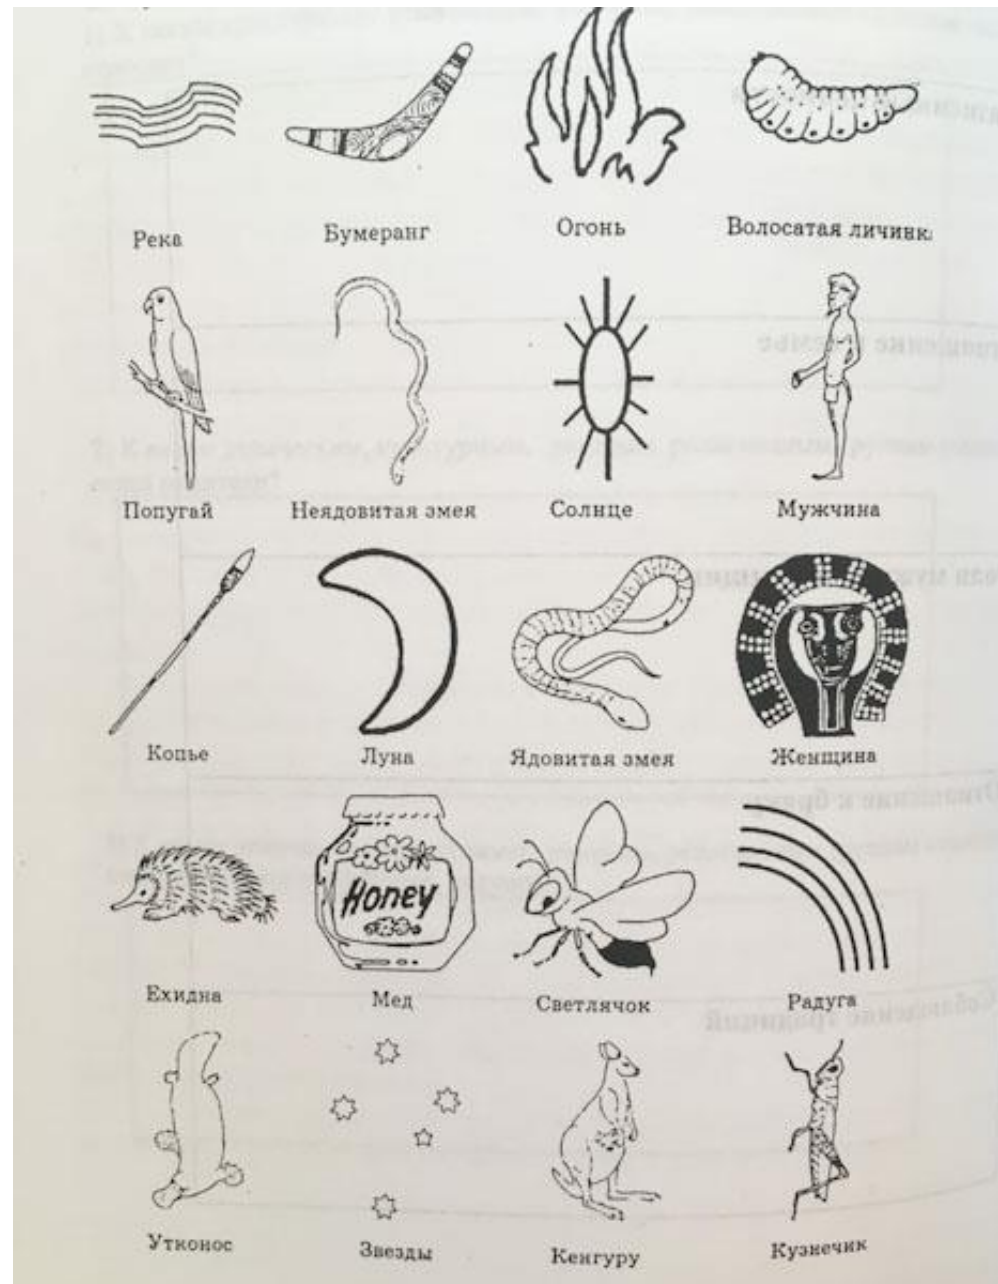 Река Бумеранг Огонь Волосатая личинк
Попугай Неядовитая змея Солнце Мужчина
Копье Луна Ядовитая змея Женщина
Honey
Ехидна Мед Светлячок Радуга
Утконос Звезды Кенгуру Кузнечик